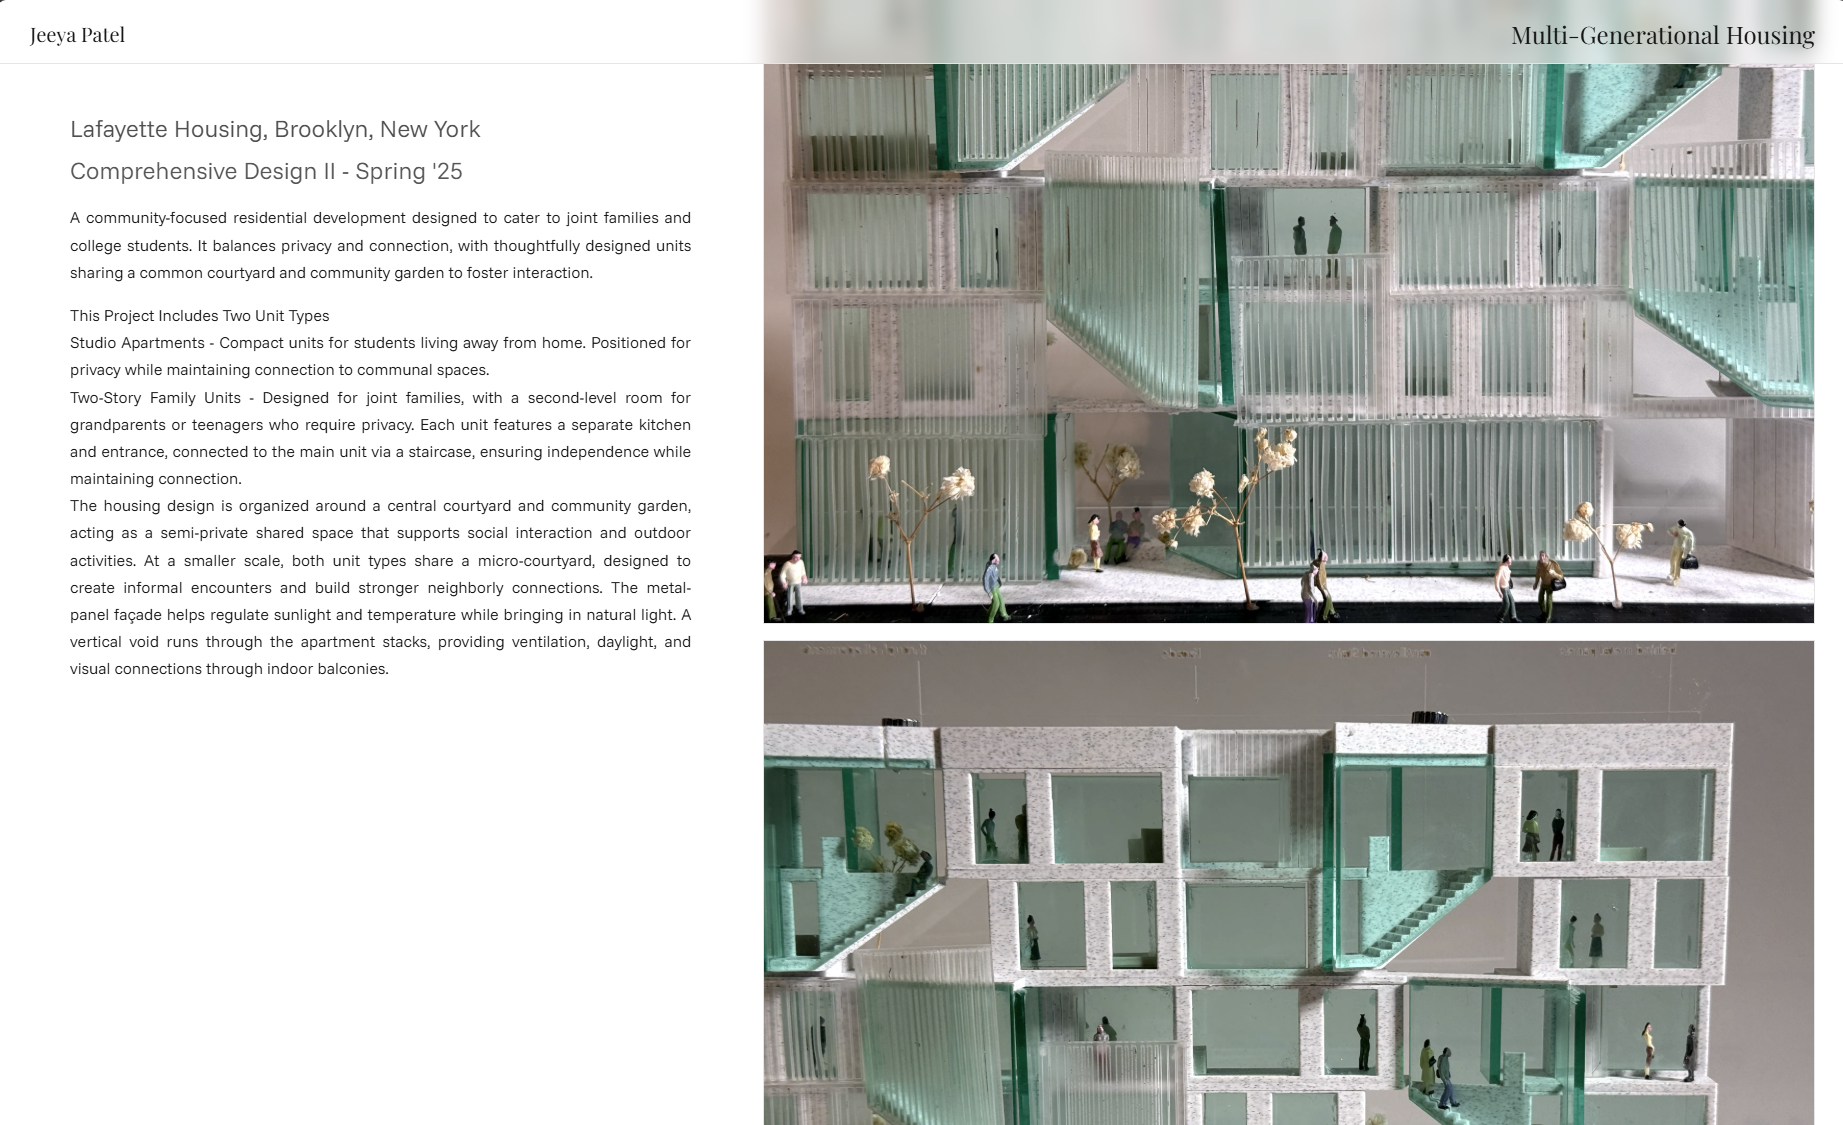 Jeeya Patel
Multi-Generational Housing
Lafayette Housing, Brooklyn, New York
Comprehensive Design II - Spring '25
A community-focused residential development designed to cater to joint families and
college students. It balances privacy and connection, with thoughtfully designed units
sharing a common courtyard and community garden to foster interaction.
This Project Includes Two Unit Types
Studio Apartments - Compact units for students living away from home. Positioned for
privacy while maintaining connection to communal spaces.
Two-Story Family Units - Designed for joint families, with a second-level room for
grandparents or teenagers who require privacy. Each unit features a separate kitchen
and entrance, connected to the main unit via a staircase, ensuring independence while
maintaining connection.
The housing design is organized around a central courtyard and community garden,
acting as a semi-private shared space that supports social interaction and outdoor
activities. At a smaller scale, both unit types share a micro-courtyard, designed to
create informal encounters and build stronger neighborly connections. The metal-
panel façade helps regulate sunlight and temperature while bringing in natural light. A
vertical void runs through the apartment stacks, providing ventilation, daylight, and
visual connections through indoor balconies.